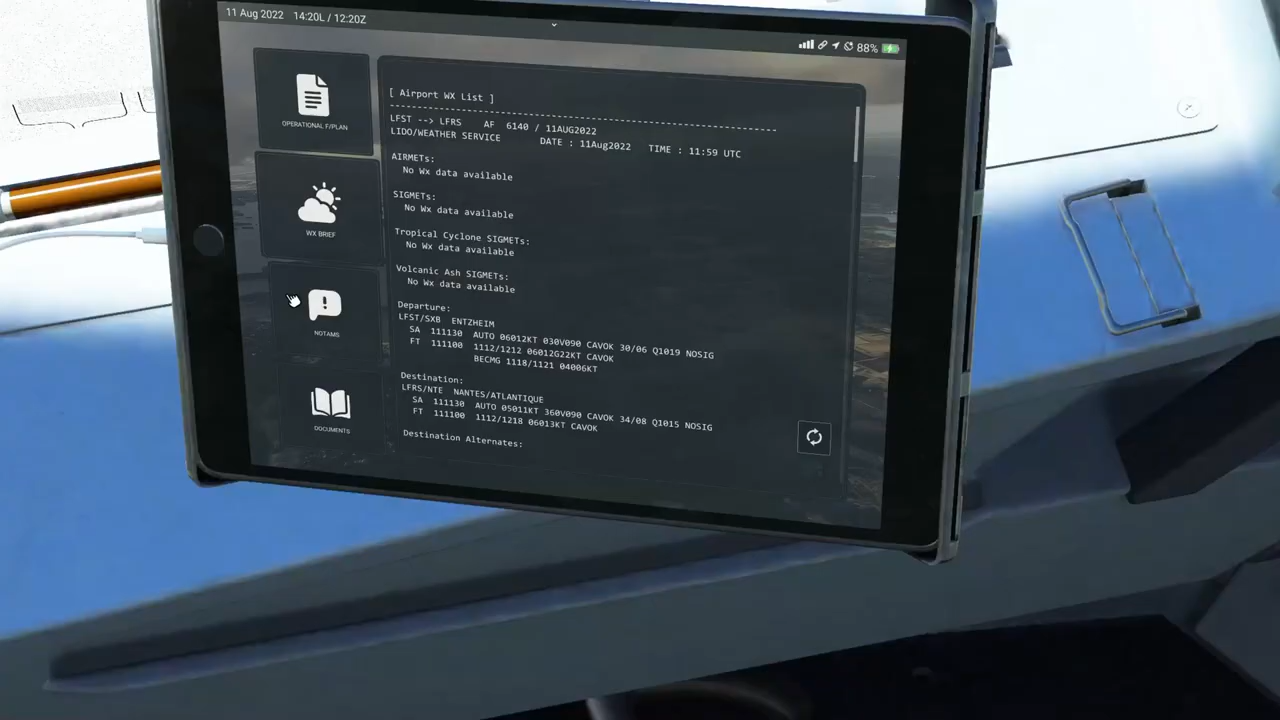 11 Aug 2022 14:20L / 12:20Z
88%
OPERATIONAL F/PLAN
WX BRIEF
NOTAMS
DOCUMENTS
[ Airport WX List ]
--------------------------------------------------------------
LFST --> LFRS AF 6140 / 11AUG2022
LIDO/WEATHER SERVICE DATE : 11Aug2022 TIME : 11:59 UTC
AIRMETs:
No Wx data available
SIGMETs:
No Wx data available
Tropical Cyclone SIGMETs:
No Wx data available
Volcanic Ash SIGMETs:
No Wx data available
Departure:
LFST/SXB ENTZHEIM
SA 111130 AUTO 06012KT 030V090 CAVOK 30/06 Q1019 NOSIG
FT 111100 1112/1212 06012G22KT CAVOK
BECMG 1118/1121 04006KT
Destination:
LFRS/NTE NANTES/ATLANTIQUE
SA 111130 AUTO 05011KT 360V090 CAVOK 34/08 Q1015 NOSIG
FT 111100 1112/1218 06013KT CAVOK
Destination Alternates: